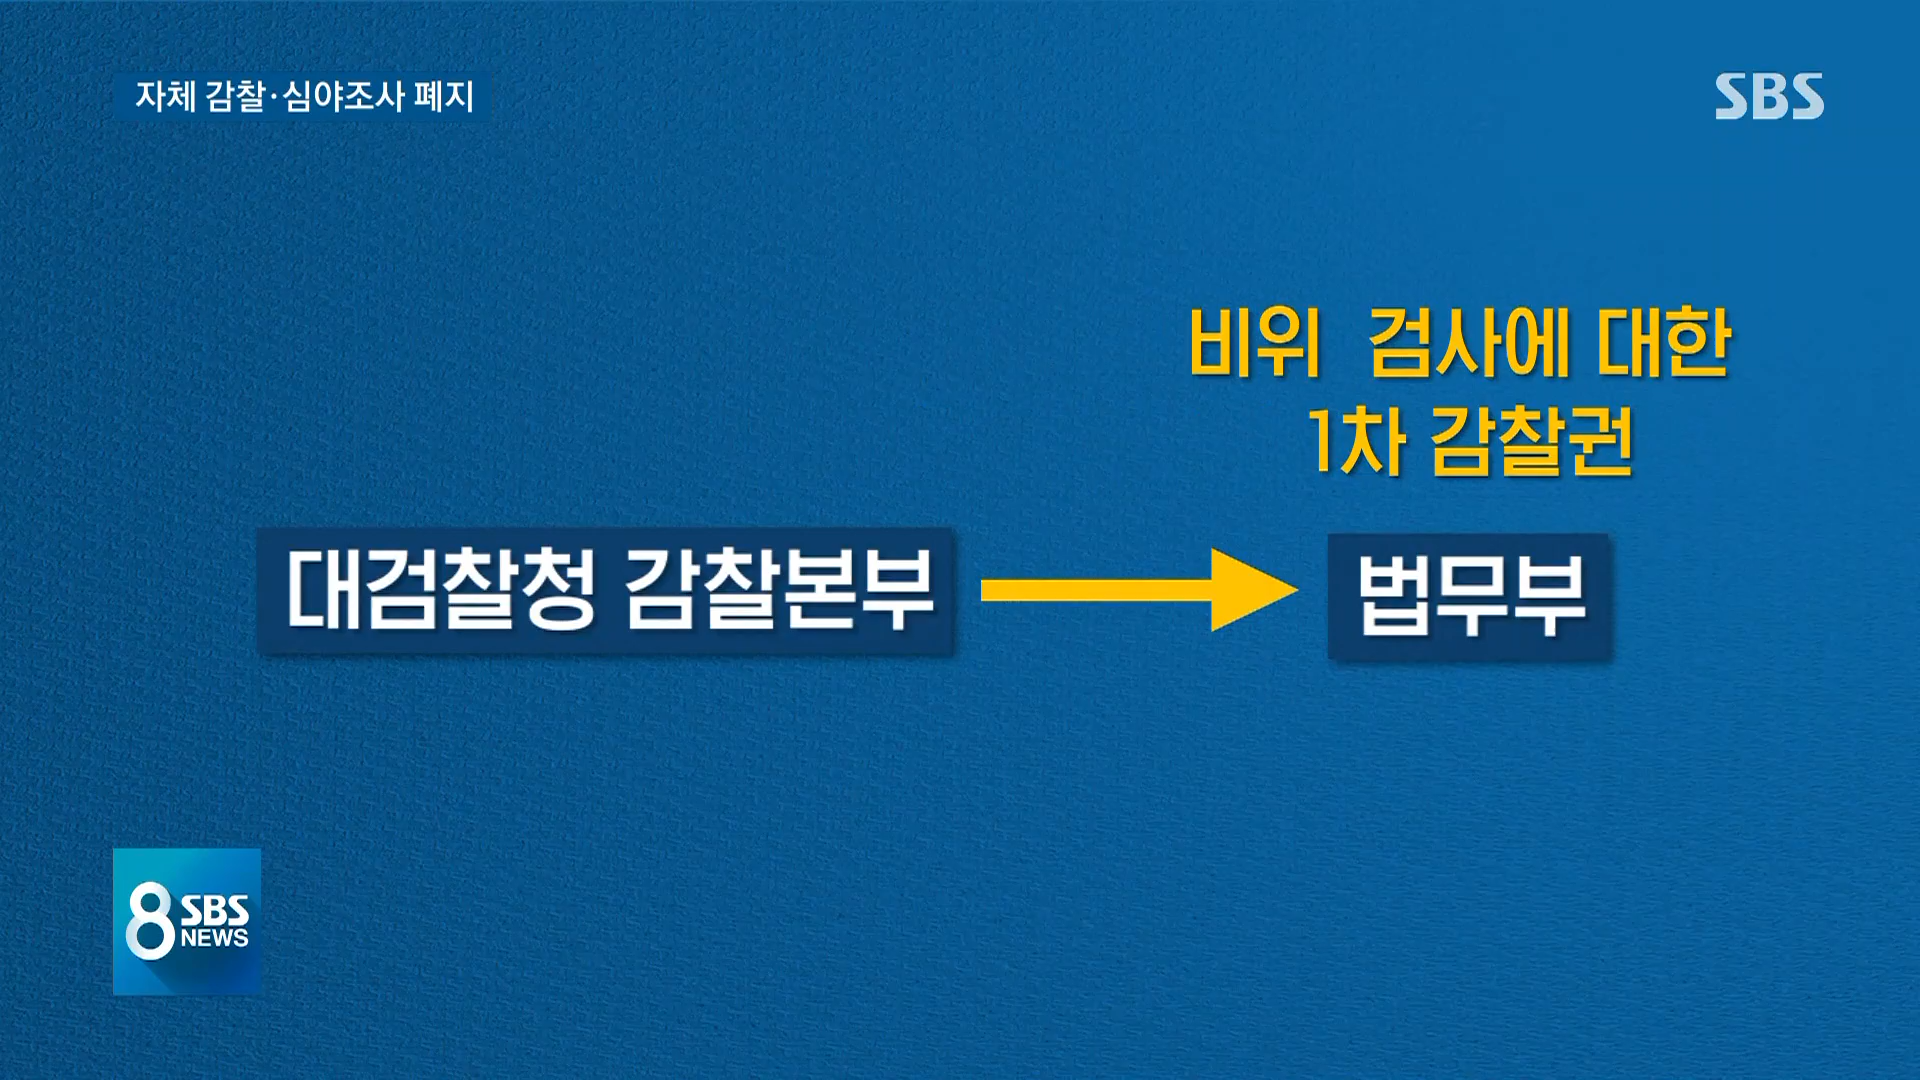 자체 감찰·심야조사 폐지
SBS
비위 검사에 대한
1차 감찰권
대검찰청 감찰본부
법무부
8 SBS
NEWS